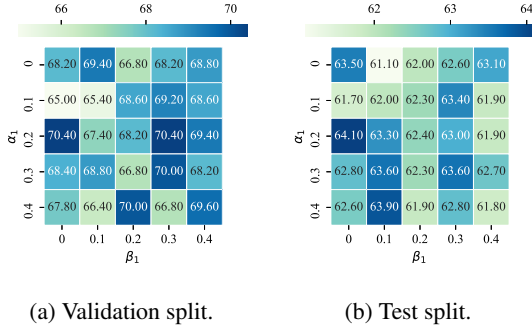 66 68 70
0 68.20 69.40 66.80 68.20 68.80
0.1 65.00 65.40 68.60 69.20 68.60
α1 0.2 70.40 67.40 68.20 70.40 69.40
0.3 68.40 68.80 66.80 70.00 68.20
0.4 67.80 66.40 70.00 66.80 69.60
0 0.1 0.2 0.3 0.4
β1
(a) Validation split.
62 63 64
0 63.50 61.10 62.00 62.60 63.10
0.1 61.70 62.00 62.30 63.40 61.90
α1 0.2 64.10 63.30 62.40 63.00 61.90
0.3 62.80 63.60 62.30 63.60 62.70
0.4 62.60 63.90 61.90 62.80 61.80
0 0.1 0.2 0.3 0.4
β1
(b) Test split.